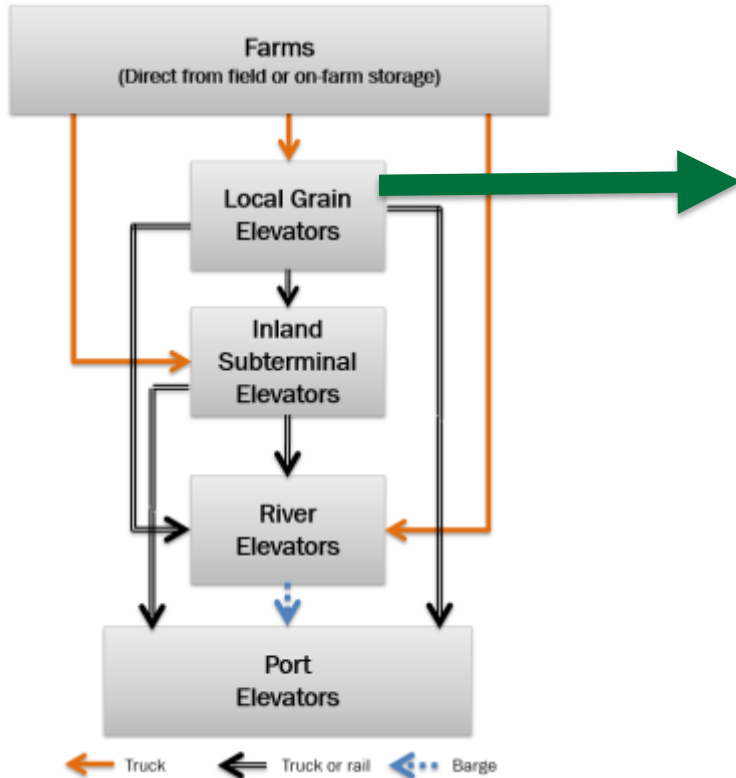 Farms
(Direct from field or on-farm storage)
Local Grain
Elevators
Inland
Subterminal
Elevators
River
Elevators
Port
Elevators
Truck Truck or rail Barge